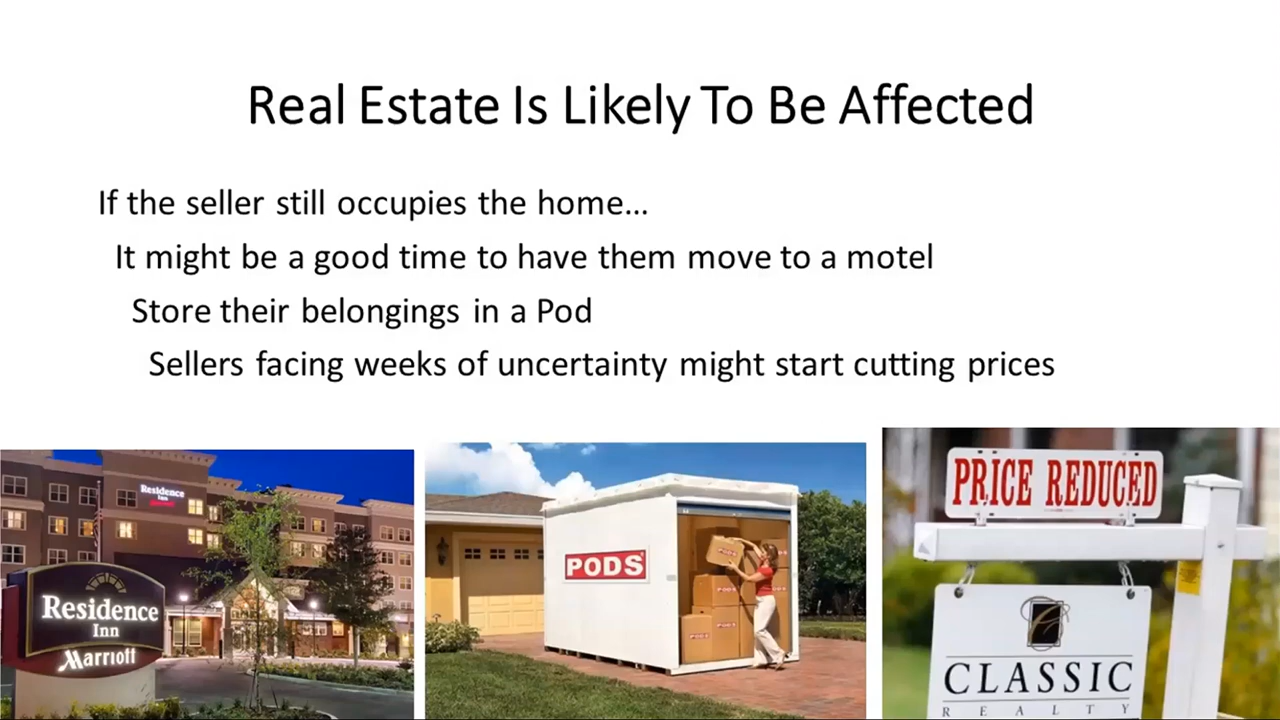 Real Estate Is Likely To Be Affected
If the seller still occupies the home...
It might be a good time to have them move to a motel
Store their belongings in a Pod
Sellers facing weeks of uncertainty might start cutting prices
Residence
Inn
Residence
Inn
Marriott
PODS
PRICE REDUCED
CLASSIC
REALTY